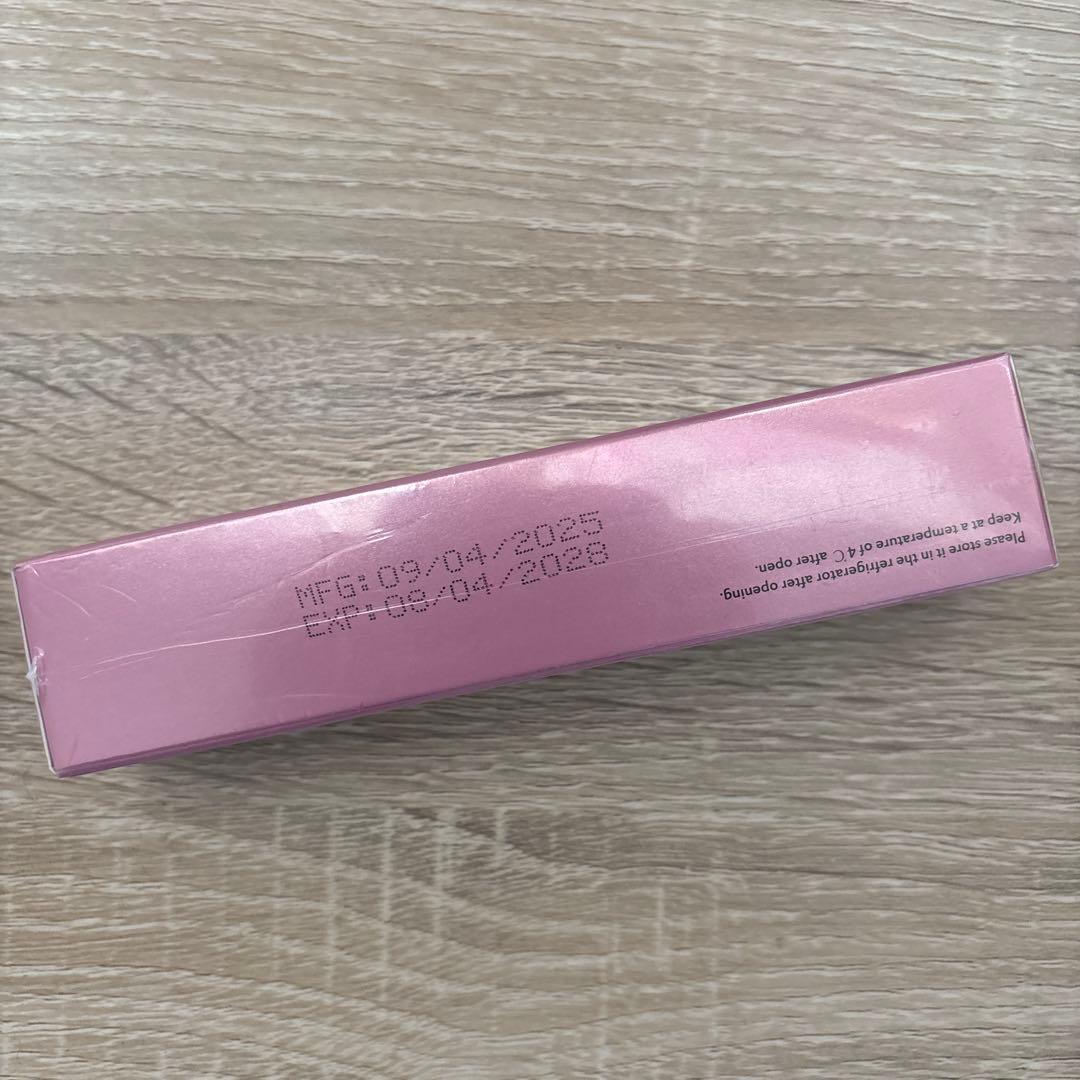 MFG:09/04/2025
EXP:08/04/2028
Please store it in the refrigerator after opening.
Keep at a temperature of 4℃ after open.